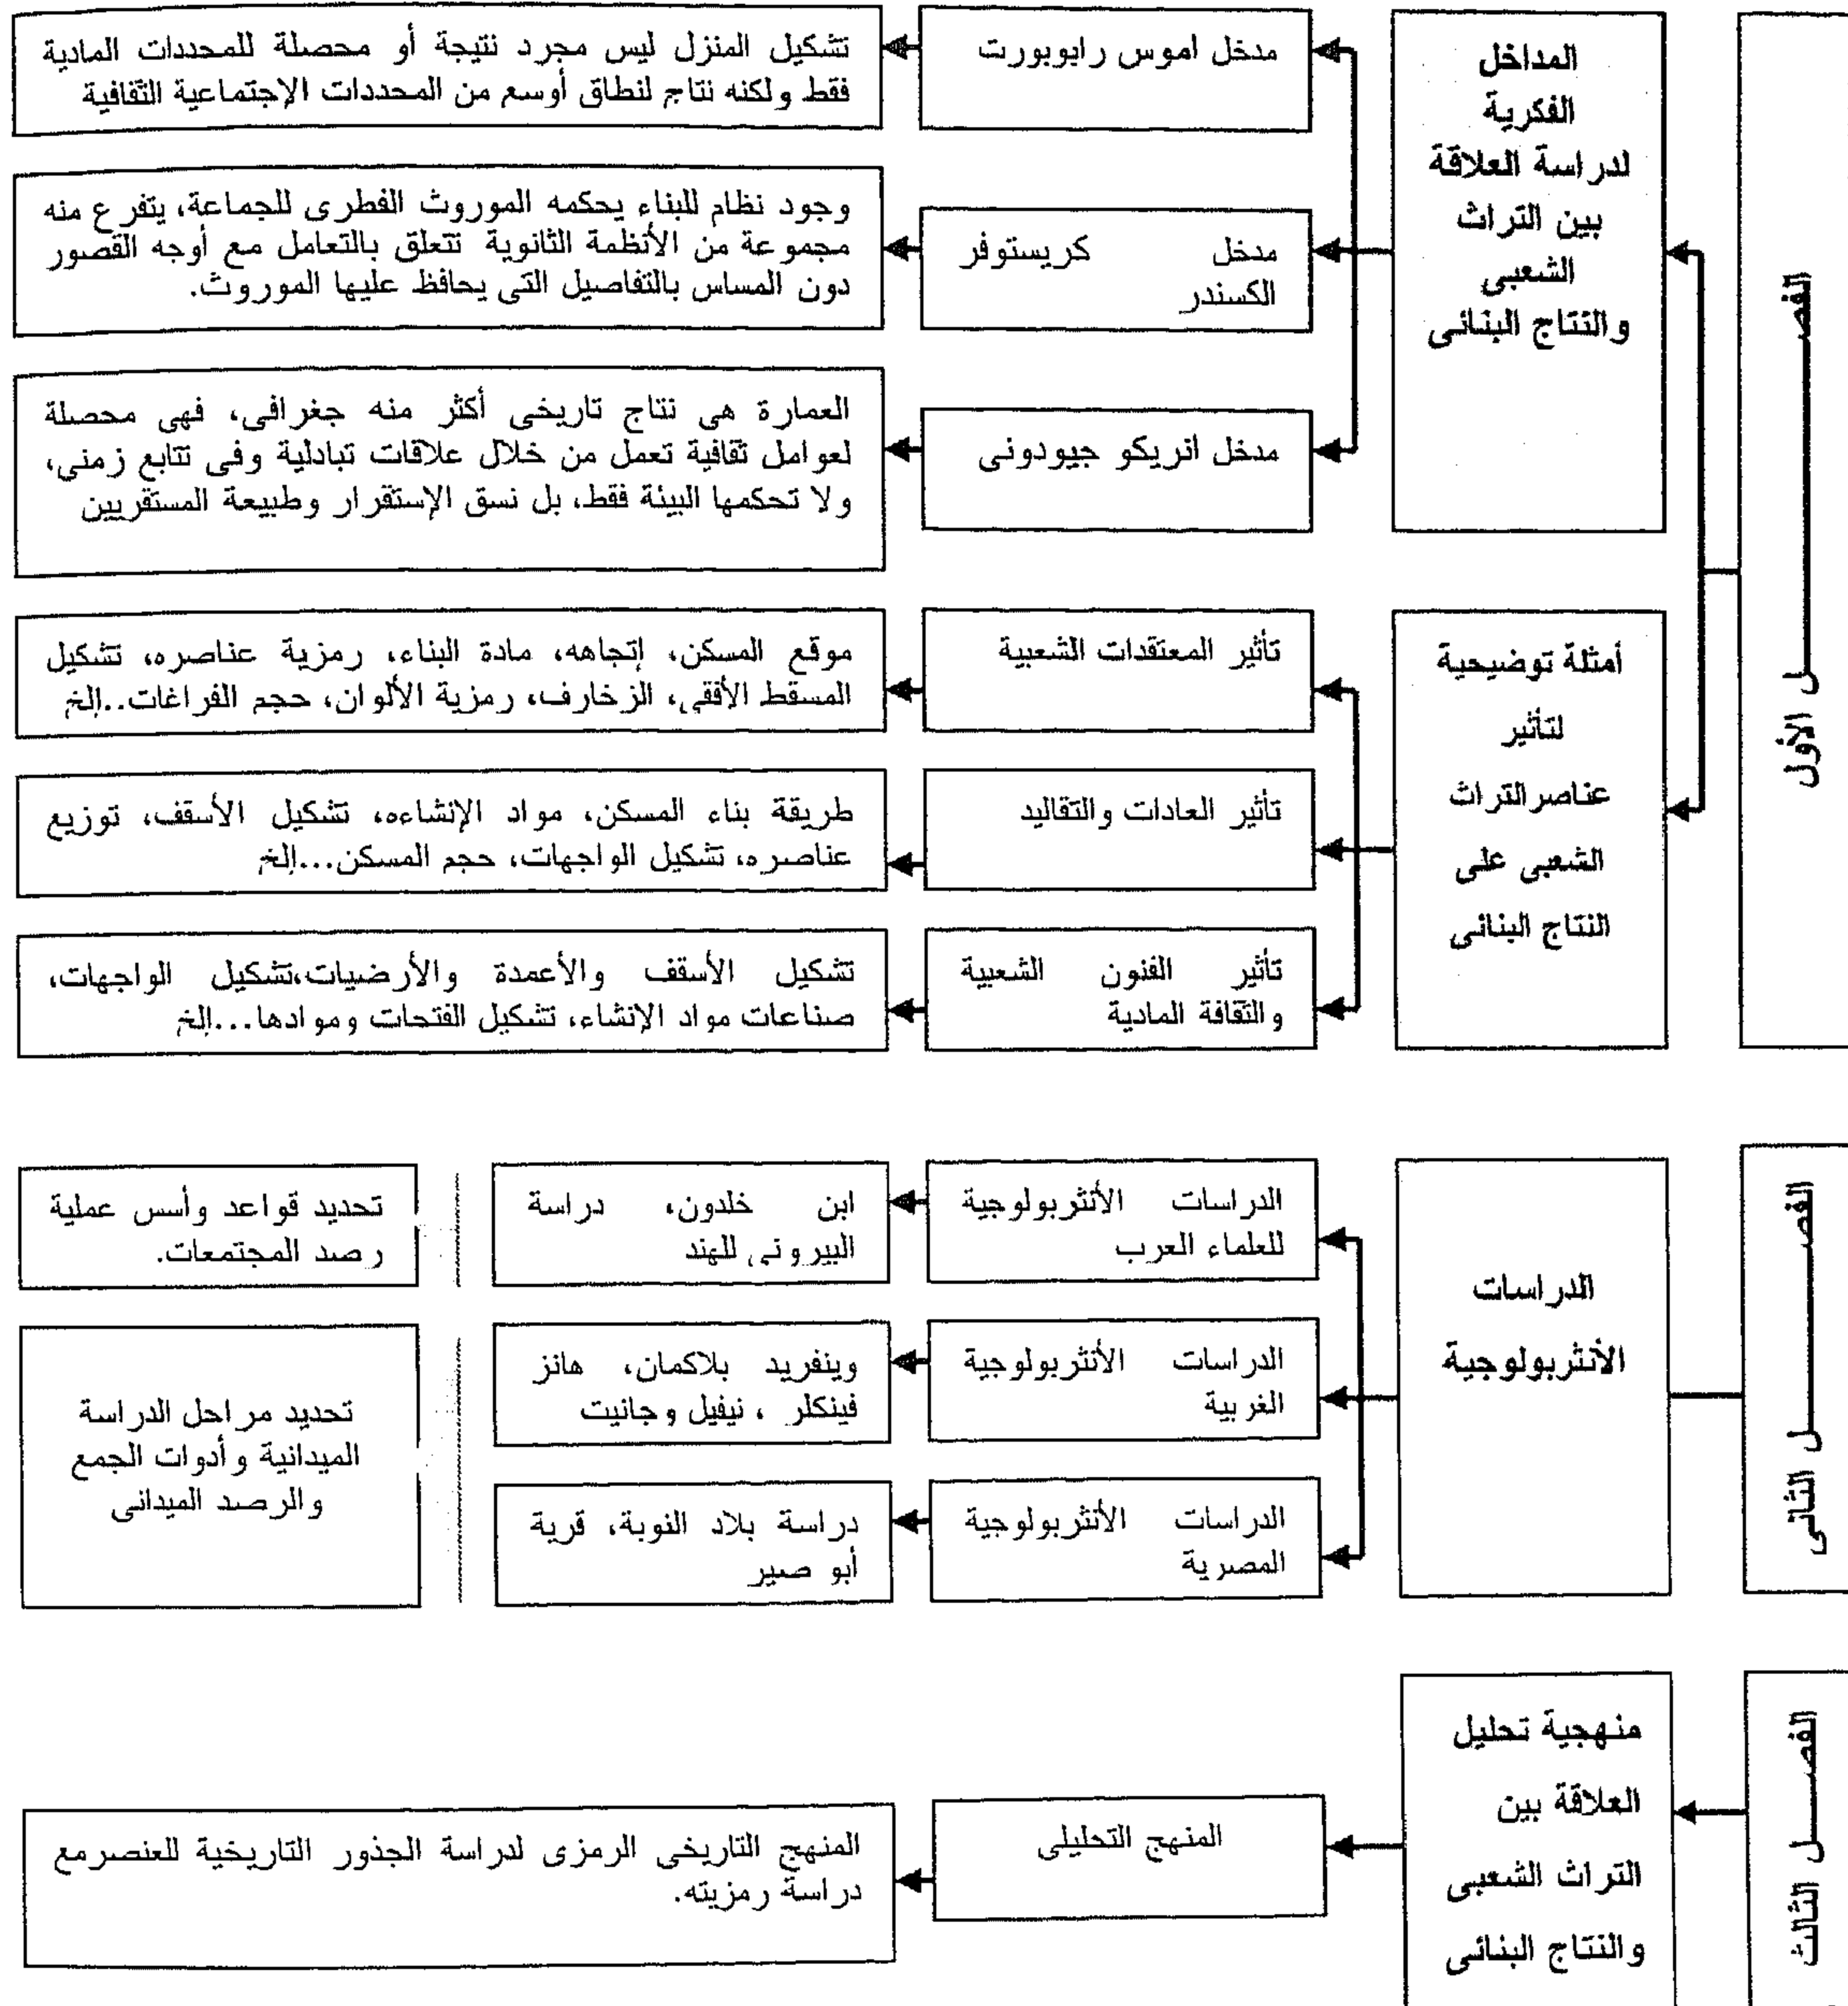 الفصل الأول
المداخل
الفكرية
لدراسة العلاقة
بين التراث
الشعبى
والنتاج البنائى
مدخل اموس رابوبورت
تشكيل المنزل ليس مجرد نتيجة أو محصلة للمحددات المادية
فقط ولكنه نتاج لنطاق أوسع من المحددات الإجتماعية الثقافية
مدخل كريستوفر
الكسندر
وجود نظام للبناء يحكمه الموروث الفطرى للجماعة، يتفرع منه
مجموعة من الأنظمة الثانوية تتعلق بالتعامل مع أوجه القصور
دون المساس بالتفاصيل التى يحافظ عليها الموروث.
مدخل انريكو جيودونى
العمارة هى نتاج تاريخى أكثر منه جغرافى، فهى محصلة
لعوامل ثقافية تعمل من خلال علاقات تبادلية وفى تتابع زمنى،
ولا تحكمها البيئة فقط، بل نسق الإستقرار وطبيعة المستقريين
أمثلة توضيحية
لتأثير
عناصرالتراث
الشعبى على
النتاج البنائى
تأثير المعتقدات الشعبية
موقع المسكن، إتجاهه، مادة البناء، رمزية عناصره، تشكيل
المسقط الأفقى، الزخارف، رمزية الألوان، حجم الفراغات..إلخ
تأثير العادات والتقاليد
طريقة بناء المسكن، مواد الإنشاءه، تشكيل الأسقف، توزيع
عناصره، تشكيل الواجهات، حجم المسكن...إلخ
تأثير الفنون الشعبية
والثقافة المادية
تشكيل الأسقف والأعمدة والأرضيات،تشكيل الواجهات،
صناعات مواد الإنشاء، تشكيل الفتحات وموادها...إلخ
الفصل الثانى
الدراسات
الأنثربولوجية
الدراسات الأنثربولوجية
للعلماء العرب
ابن خلدون، دراسة
البيرونى للهند
تحديد قواعد وأسس عملية
رصد المجتمعات.
الدراسات الأنثربولوجية
الغربية
وينفريد بلاكمان، هانز
فينكلر ، نيفيل وجانيت
تحديد مراحل الدراسة
الميدانية وأدوات الجمع
والرصد الميدانى
الدراسات الأنثربولوجية
المصرية
دراسة بلاد النوبة، قرية
أبو صير
الفصل الثالث
منهجية تحليل
العلاقة بين
التراث الشعبى
والنتاج البنائى
المنهج التحليلى
المنهج التاريخى الرمزى لدراسة الجذور التاريخية للعنصرمع
دراسة رمزيته.